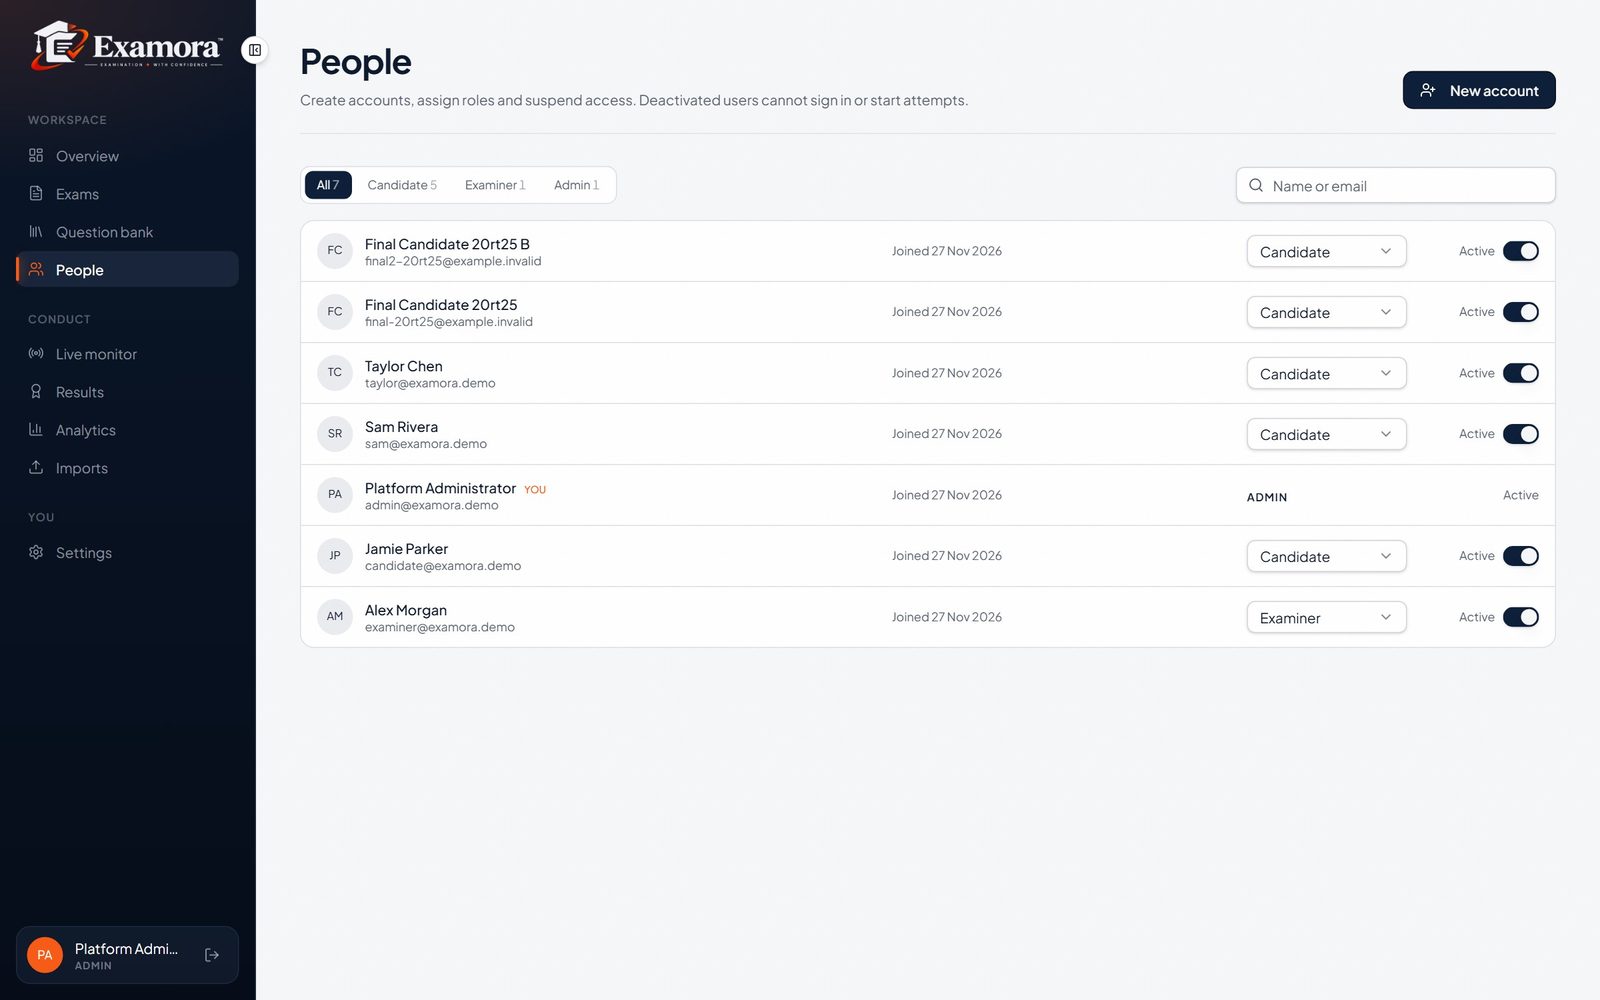 Examora™
EXAMINATION • WITH CONFIDENCE
WORKSPACE
Overview
Exams
Question bank
People
CONDUCT
Live monitor
Results
Analytics
Imports
YOU
Settings
PA
Platform Admi...
ADMIN
People
Create accounts, assign roles and suspend access. Deactivated users cannot sign in or start attempts.
New account
All 7 Candidate 5 Examiner 1 Admin 1
Name or email
FC
Final Candidate 20rt25 B
final2-20rt25@example.invalid
Joined 27 Nov 2026
Candidate
Active
FC
Final Candidate 20rt25
final-20rt25@example.invalid
Joined 27 Nov 2026
Candidate
Active
TC
Taylor Chen
taylor@examora.demo
Joined 27 Nov 2026
Candidate
Active
SR
Sam Rivera
sam@examora.demo
Joined 27 Nov 2026
Candidate
Active
PA
Platform Administrator YOU
admin@examora.demo
Joined 27 Nov 2026
ADMIN
Active
JP
Jamie Parker
candidate@examora.demo
Joined 27 Nov 2026
Candidate
Active
AM
Alex Morgan
examiner@examora.demo
Joined 27 Nov 2026
Examiner
Active